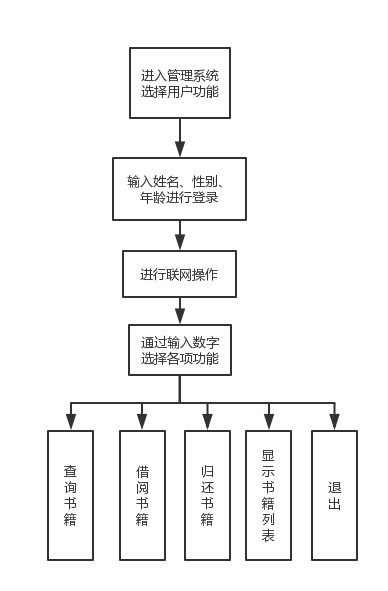 进入管理系统
选择用户功能
输入姓名、性别、
年龄进行登录
进行联网操作
通过输入数字
选择各项功能
查询书籍
借阅书籍
归还书籍
显示书籍列表
退出